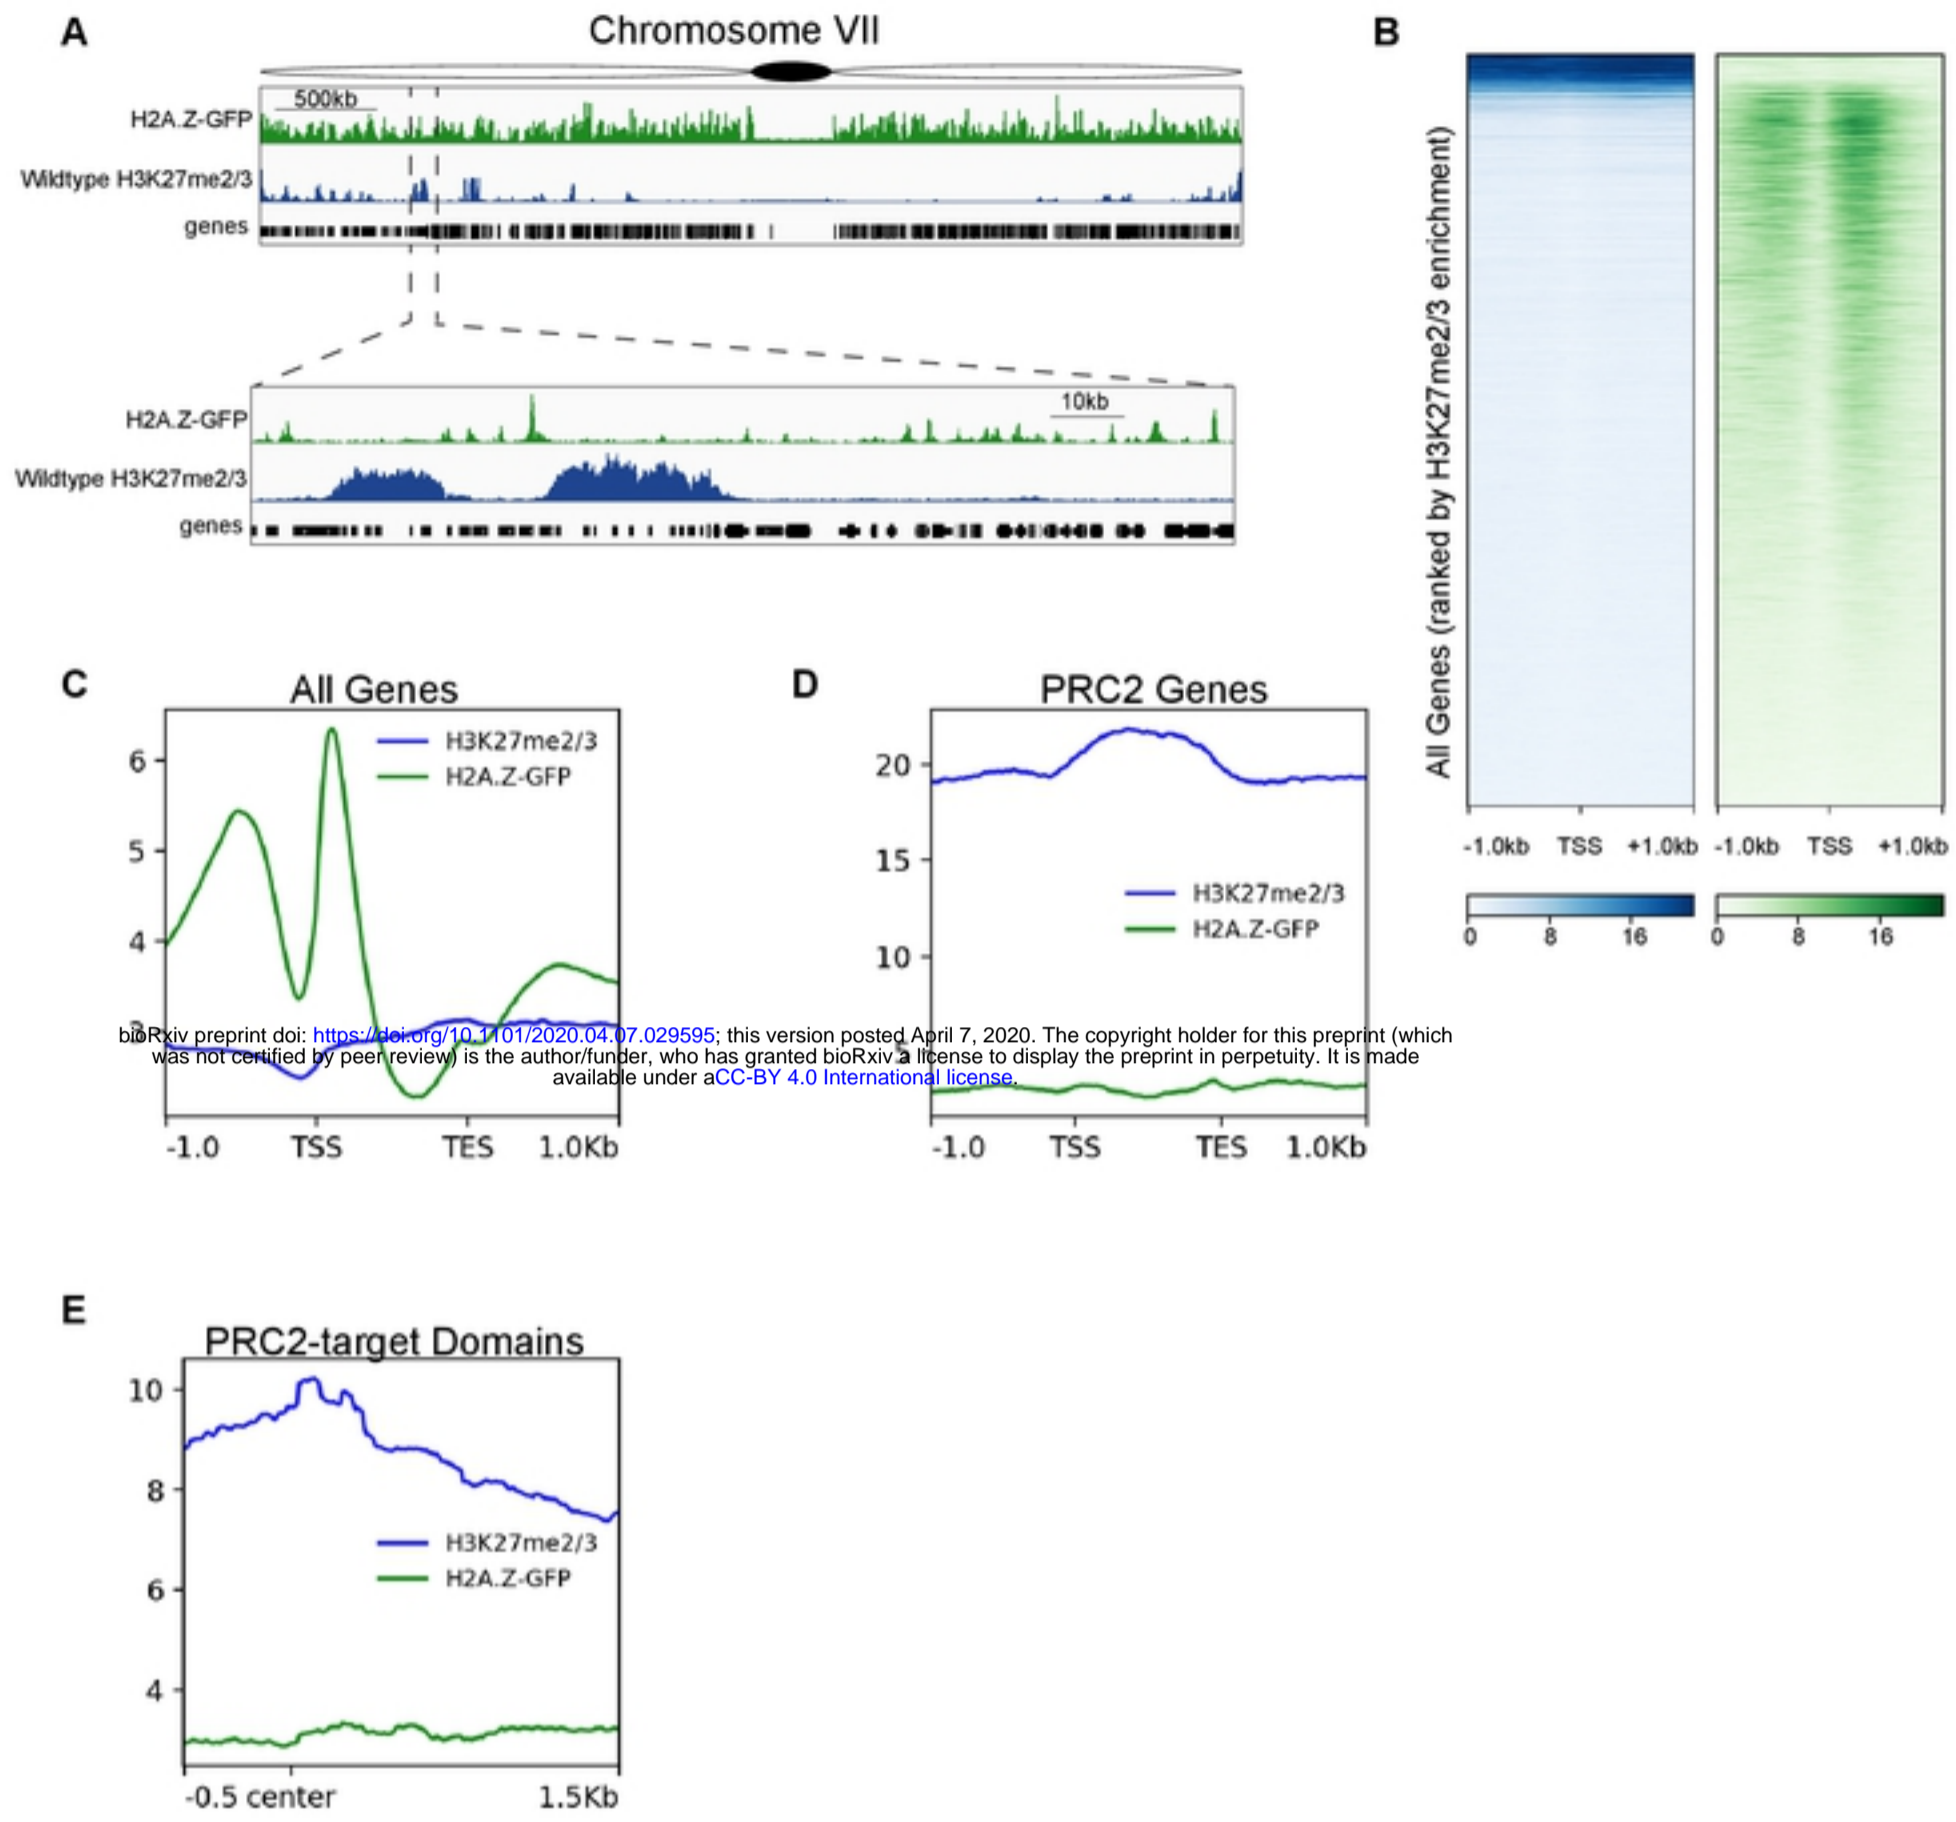 A
Chromosome VII
500kb
H2A.Z-GFP
Wildtype H3K27me2/3
genes
10kb
H2A.Z-GFP
Wildtype H3K27me2/3
genes
B
All Genes (ranked by H3K27me2/3 enrichment)
-1.0kb TSS +1.0kb -1.0kb TSS +1.0kb
0 8 16 0 8 16
C
All Genes
H3K27me2/3
H2A.Z-GFP
6
5
4
3
-1.0 TSS TES 1.0Kb
D
PRC2 Genes
20
15
10
5
H3K27me2/3
H2A.Z-GFP
-1.0 TSS TES 1.0Kb
bioRxiv preprint doi: https://doi.org/10.1101/2020.04.07.029595; this version posted April 7, 2020. The copyright holder for this preprint (which
was not certified by peer review) is the author/funder, who has granted bioRxiv a license to display the preprint in perpetuity. It is made
available under aCC-BY 4.0 International license.
E
PRC2-target Domains
10
8
6
4
H3K27me2/3
H2A.Z-GFP
-0.5 center 1.5Kb